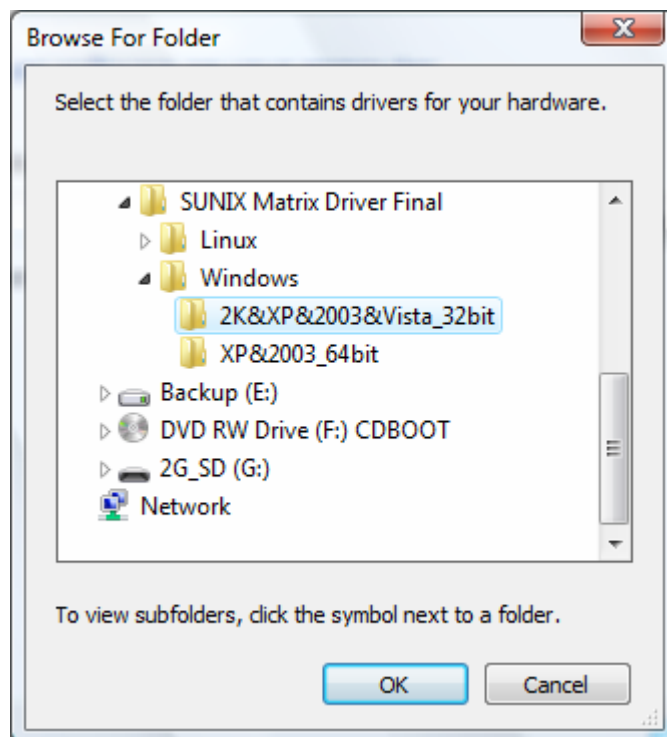 Browse For Folder
Select the folder that contains drivers for your hardware.
SUNIX Matrix Driver Final
Linux
Windows
2K&XP&2003&Vista_32bit
XP&2003_64bit
Backup (E:)
DVD RW Drive (F:) CDBOOT
2G_SD (G:)
Network
To view subfolders, click the symbol next to a folder.
OK Cancel